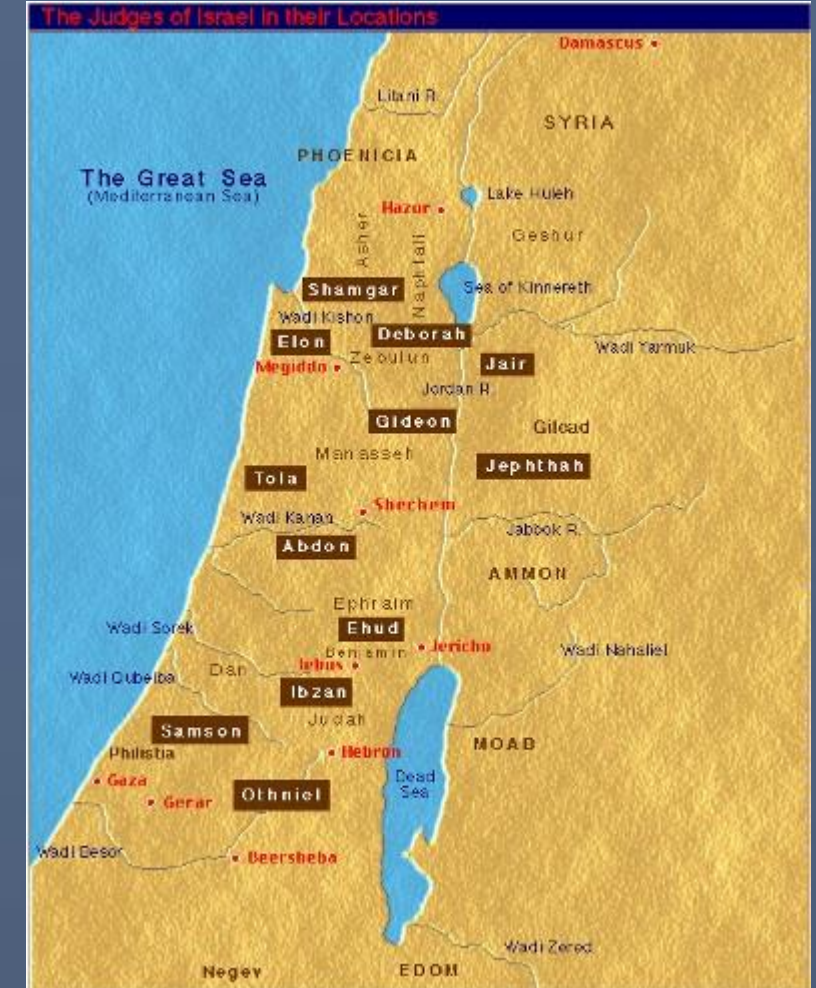 The Judges of Israel in their Locations
Damascus
Litani R.
SYRIA
PHOENICIA
The Great Sea
(Mediterranean Sea)
Lake Huleh
Hazor
Asher
Naphtali
Geshur
Sea of Kinnereth
Shamgar
Wadi Kishon
Deborah
Elon
Zebulun
Wadi Yarmuk
Megiddo
Jair
Jordan R.
Gideon
Gilead
Manasseh
Jephthah
Tola
Shechem
Wadi Kanah
Jabbok R.
Abdon
AMMON
Ephraim
Wadi Sorek
Ehud
Jericho
Benjamin
Wadi Nahaliel
Jebus
Dan
Wadi Qubeiba
Ibzan
Judah
Samson
MOAB
Philistia
Hebron
Gaza
Dead
Sea
Gerar
Othniel
Wadi Besor
Beersheba
Wadi Zered
Negev
EDOM